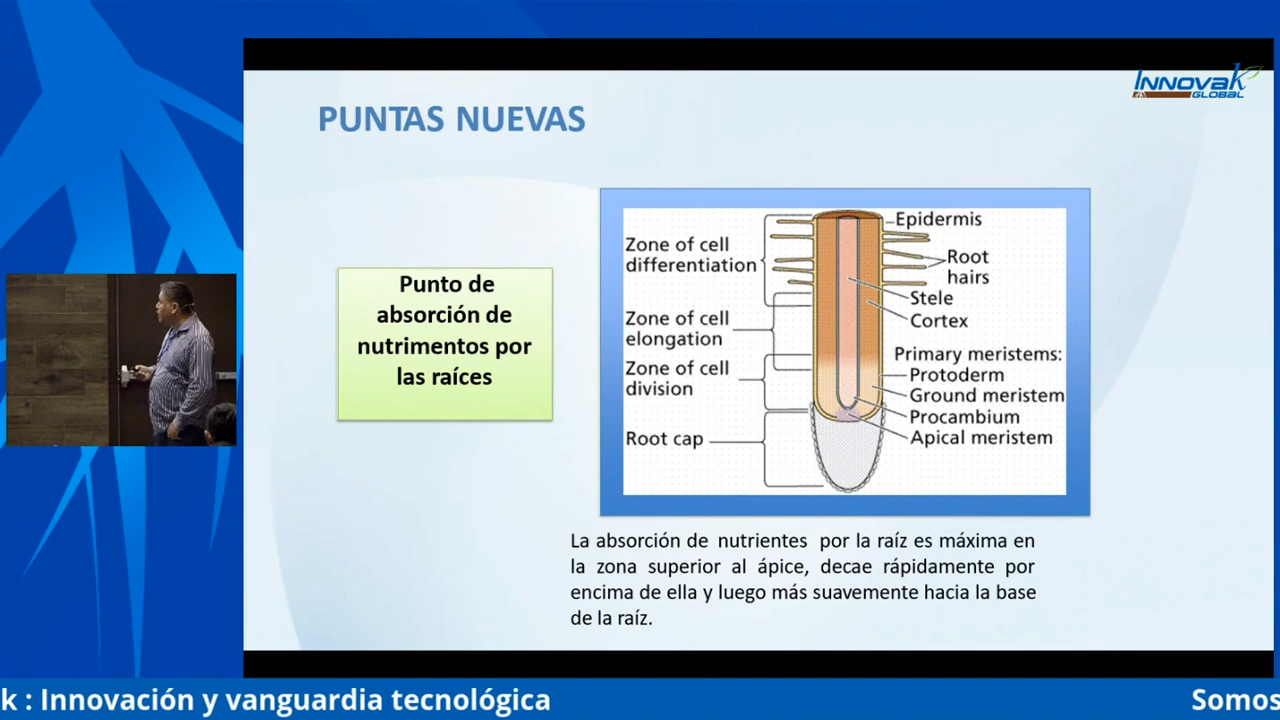 INNOVAK
GLOBAL
PUNTAS NUEVAS
Punto de
absorción de
nutrimentos por
las raíces
Zone of cell
differentiation
Zone of cell
elongation
Zone of cell
division
Root cap
Epidermis
Root
hairs
Stele
Cortex
Primary meristems:
Protoderm
Ground meristem
Procambium
Apical meristem
La absorción de nutrientes por la raíz es máxima en
la zona superior al ápice, decae rápidamente por
encima de ella y luego más suavemente hacia la base
de la raíz.
k : Innovación y vanguardia tecnológica
Somos